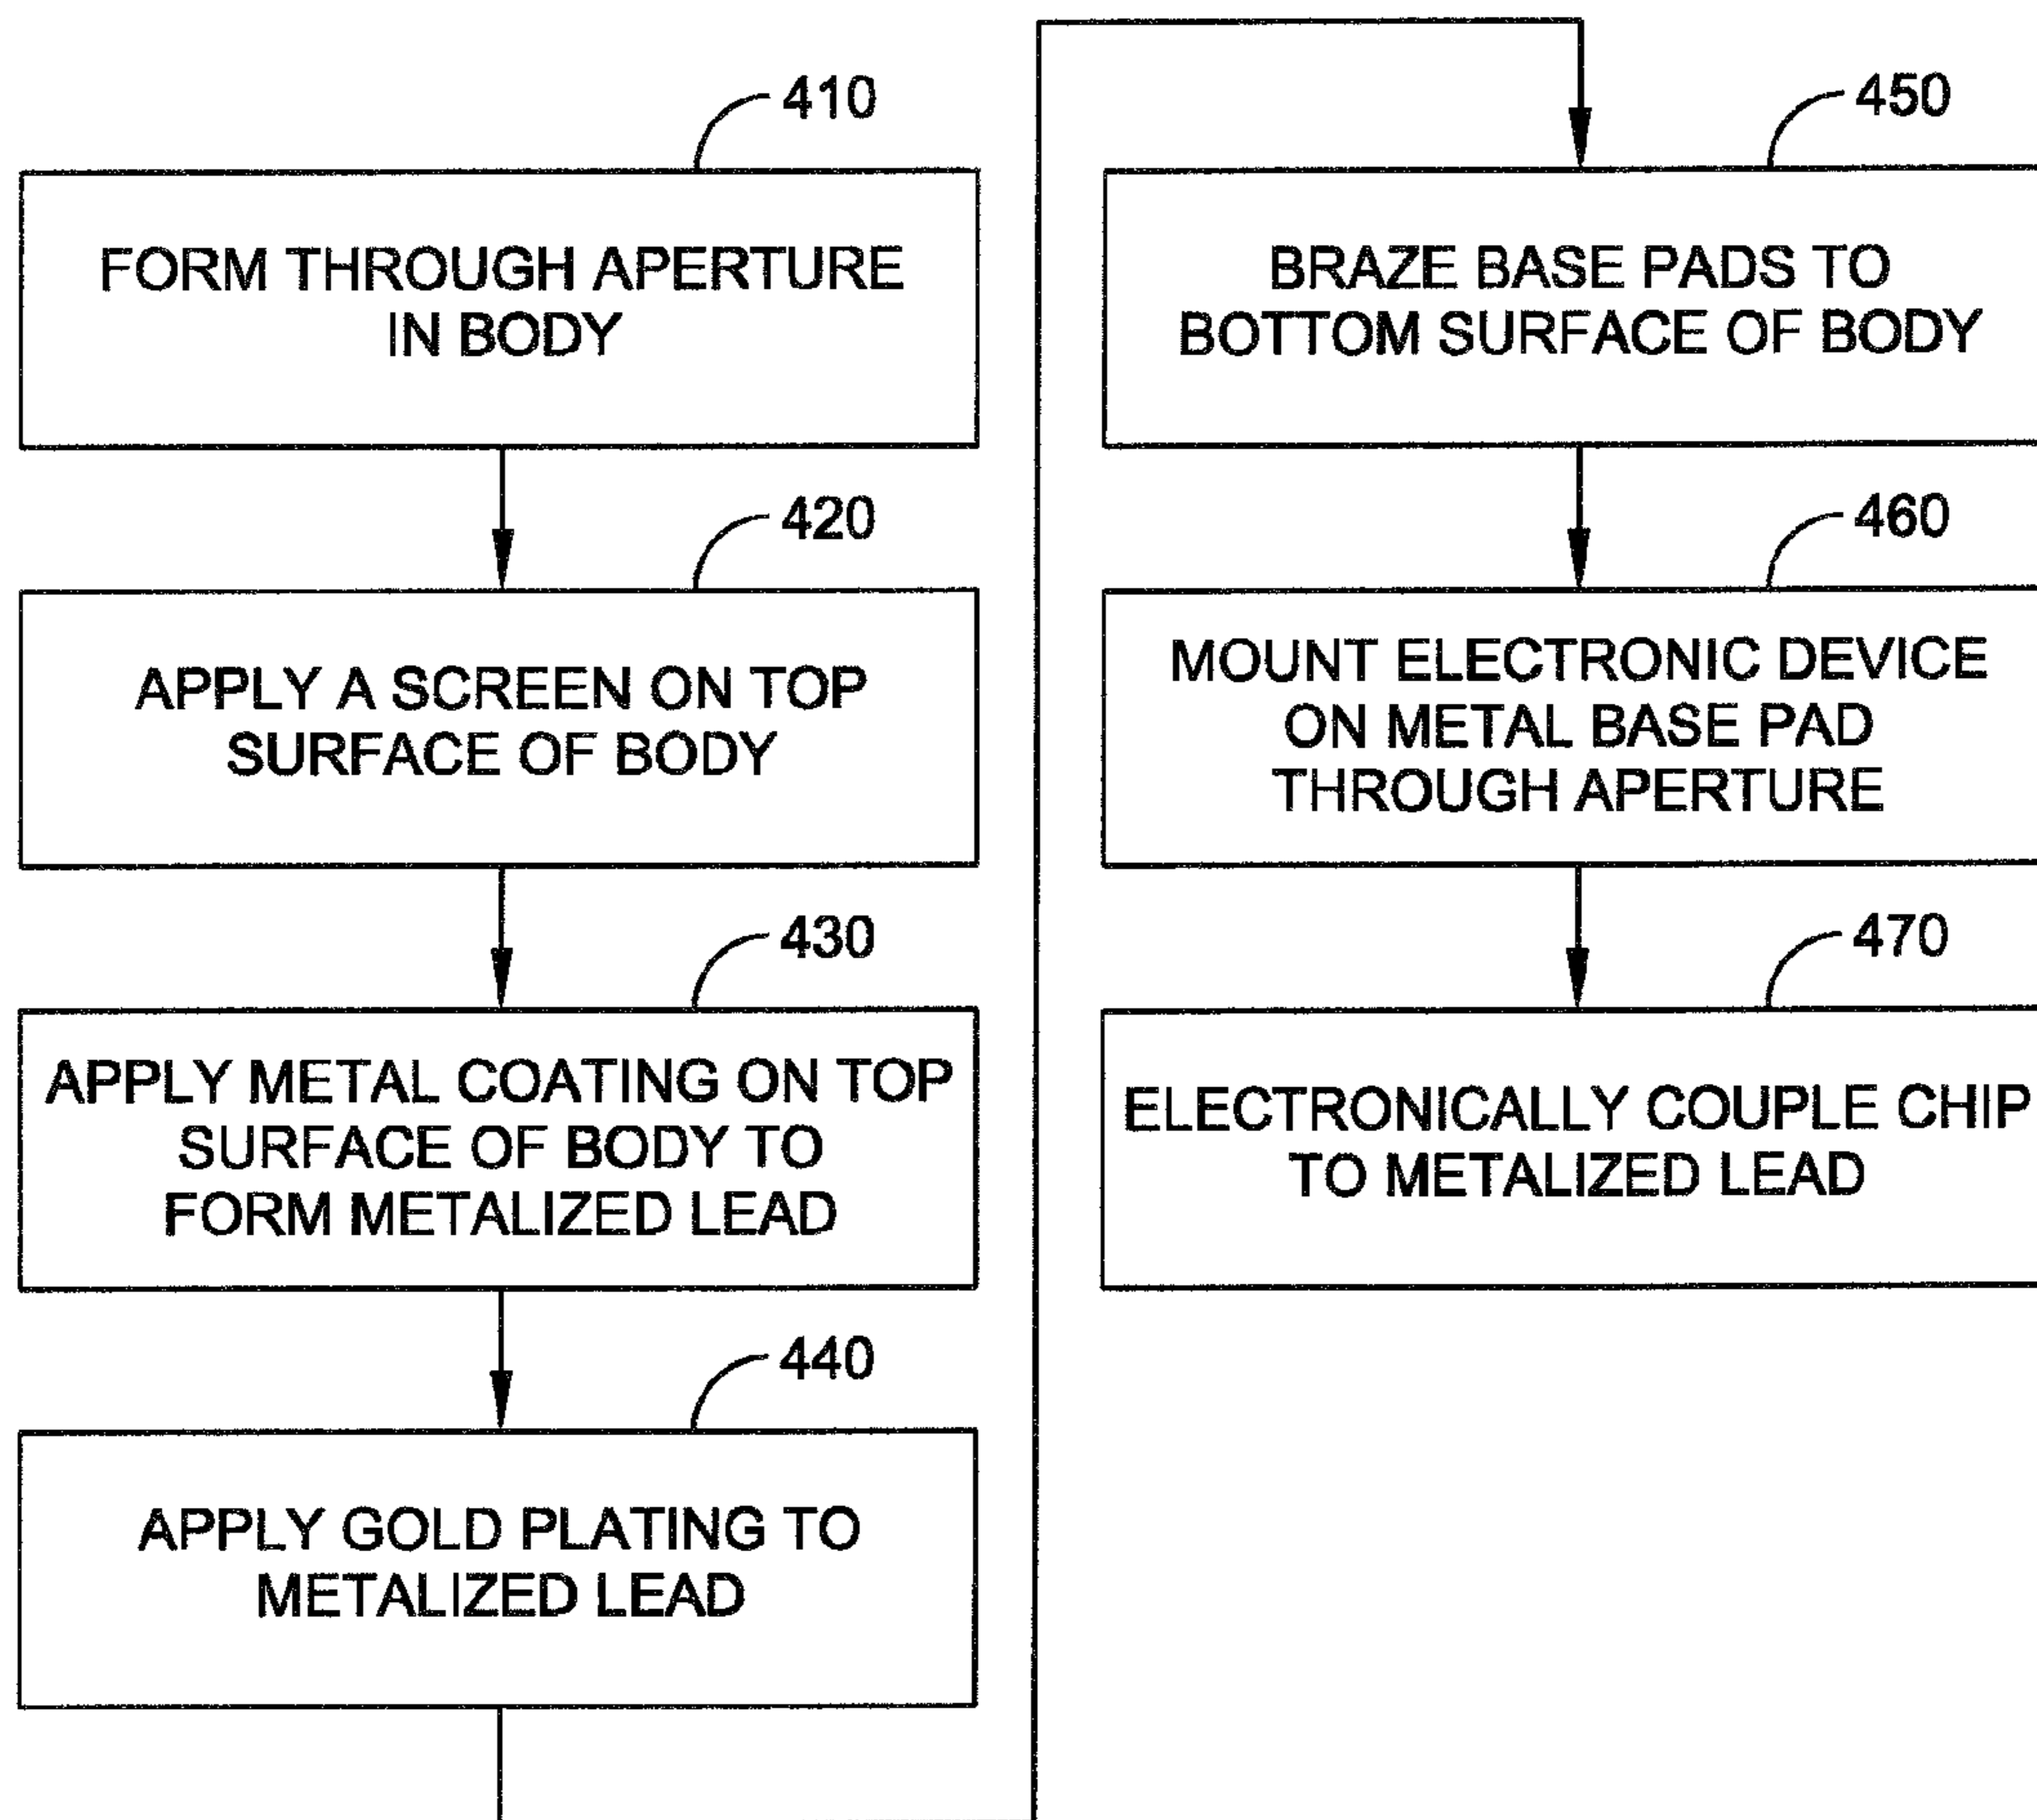 410
FORM THROUGH APERTURE
IN BODY
420
APPLY A SCREEN ON TOP
SURFACE OF BODY
430
APPLY METAL COATING ON TOP
SURFACE OF BODY TO
FORM METALIZED LEAD
440
APPLY GOLD PLATING TO
METALIZED LEAD
450
BRAZE BASE PADS TO
BOTTOM SURFACE OF BODY
460
MOUNT ELECTRONIC DEVICE
ON METAL BASE PAD
THROUGH APERTURE
470
ELECTRONICALLY COUPLE CHIP
TO METALIZED LEAD